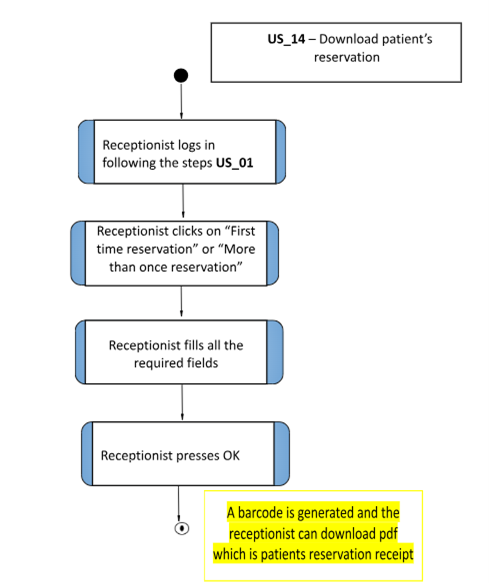 US_14 – Download patient’s
reservation
Receptionist logs in
following the steps US_01
Receptionist clicks on “First
time reservation” or “More
than once reservation”
Receptionist fills all the
required fields
Receptionist presses OK
A barcode is generated and the
receptionist can download pdf
which is patients reservation receipt